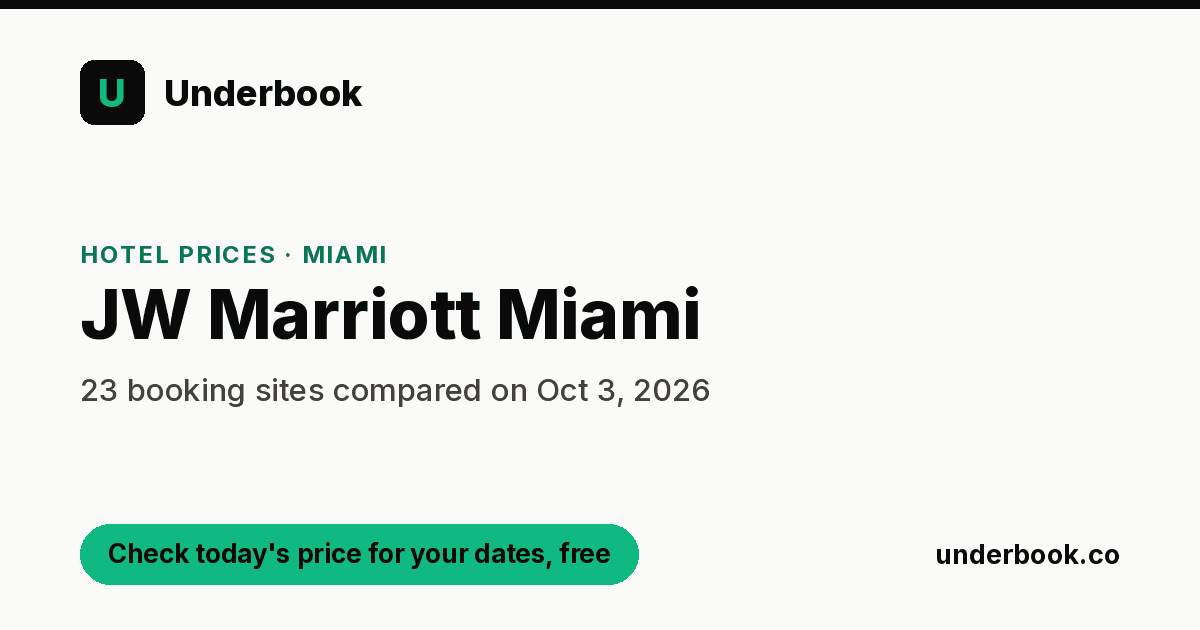 U Underbook
HOTEL PRICES · MIAMI
JW Marriott Miami
23 booking sites compared on Oct 3, 2026
Check today's price for your dates, free
underbook.co